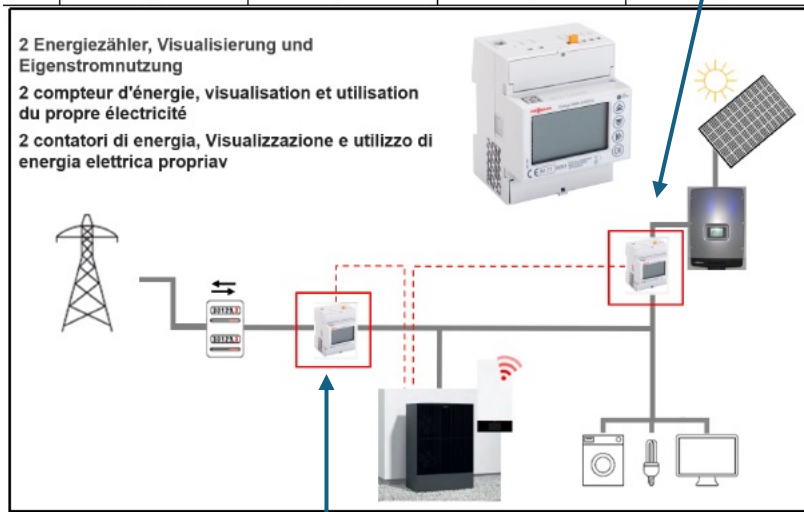 2 Energiezähler, Visualisierung und
Eigenstromnutzung
2 compteur d'énergie, visualisation et utilisation
du propre électricité
2 contatori di energia, Visualizzazione e utilizzo di
energia elettrica propriav